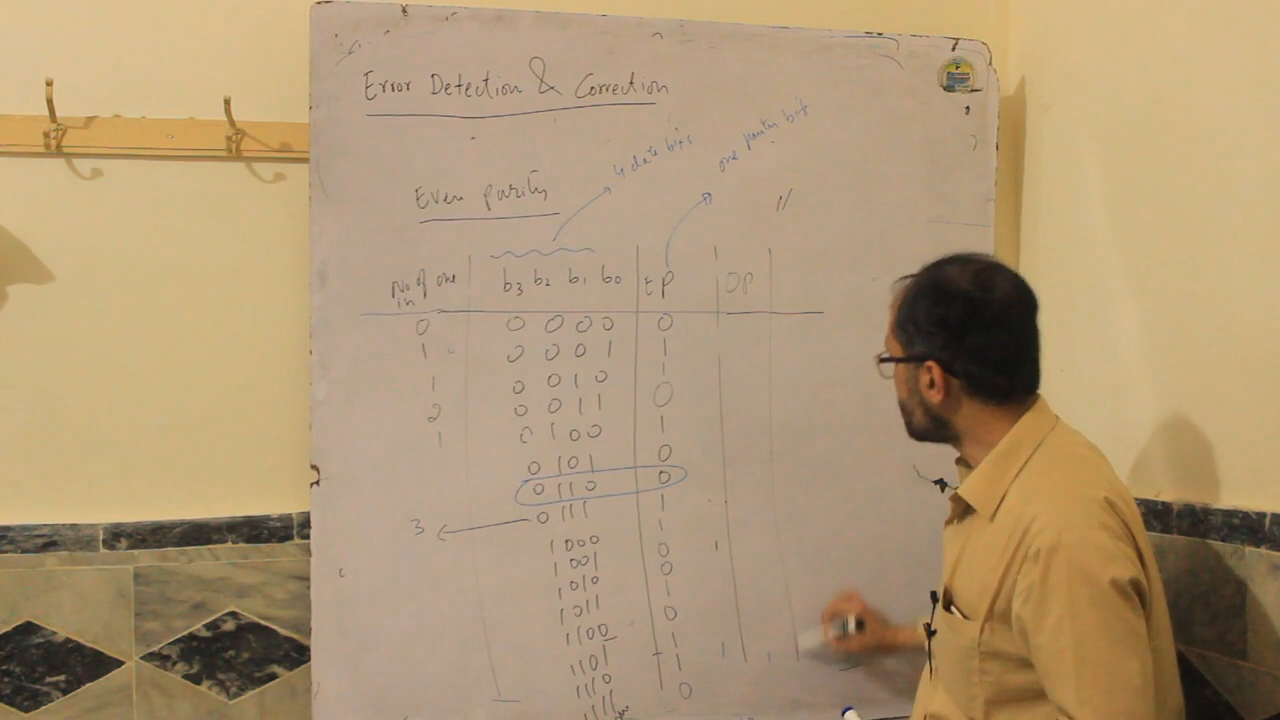 Error Detection & Correction
4 data bits
one parity bit
Even parity
No of one in b3 b2 b1 b0 EP OP
0 0 0 0 0 0
1 0 0 0 1 1
1 0 0 1 0 1
2 0 0 1 1 0
1 0 1 0 0 1
0 1 0 1 0
0 1 1 0 0
3 0 1 1 1 1
1 0 0 0 1
1 0 0 1 0
1 0 1 0 0
1 0 1 1 1
1 1 0 0 0
1 1 0 1 1
1 1 1 0 1
1 1 1 1 0